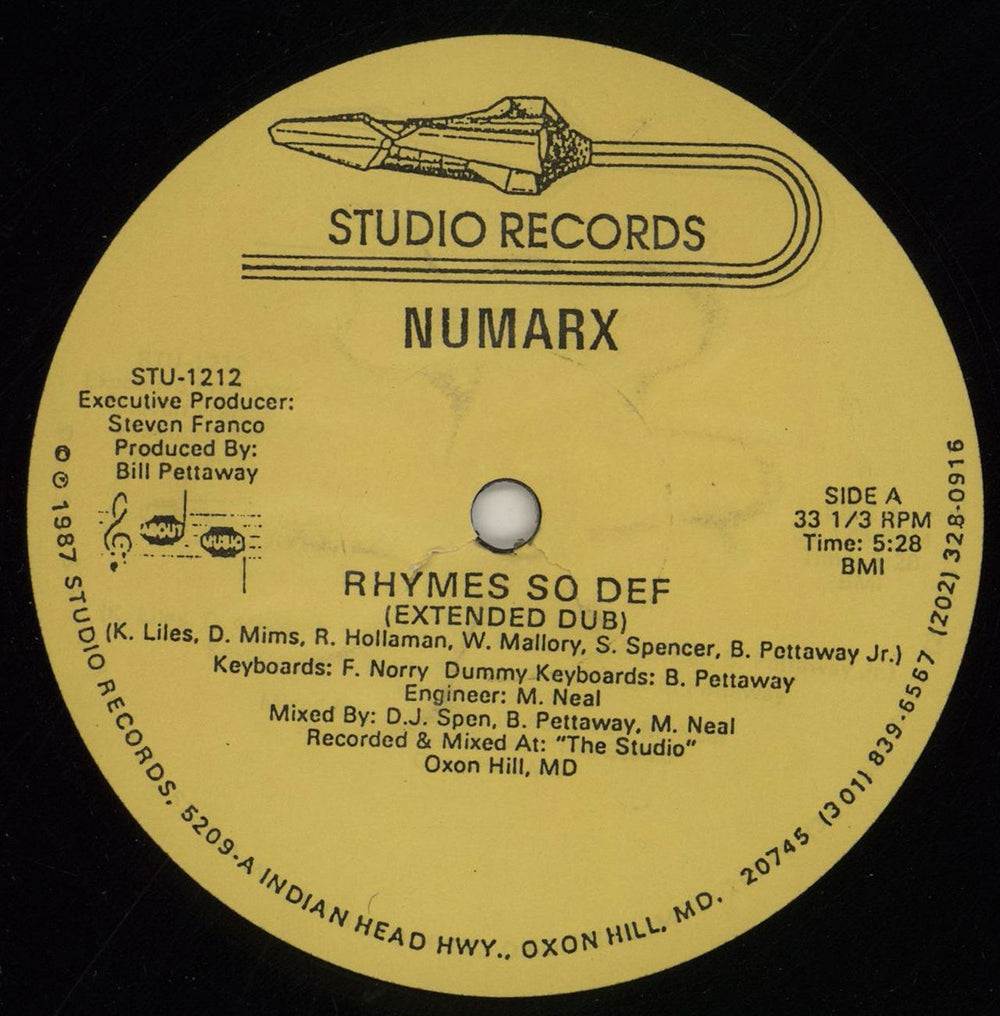 STUDIO RECORDS
NUMARX
STU-1212
Executive Producer:
Steven Franco
Produced By:
Bill Pettaway
ABOUT
MUSIC
SIDE A
33 1/3 RPM
Time: 5:28
BMI
RHYMES SO DEF
(EXTENDED DUB)
(K. Liles, D. Mims, R. Hollaman, W. Mallory, S. Spencer, B. Pettaway Jr.)
Keyboards: F. Norry Dummy Keyboards: B. Pettaway
Engineer: M. Neal
Mixed By: D.J. Spen, B. Pettaway, M. Neal
Recorded & Mixed At: "The Studio"
Oxon Hill, MD
℗ © 1987 STUDIO RECORDS, 5209-A INDIAN HEAD HWY., OXON HILL, MD. 20745 (301) 839-6567 (202) 328-0916